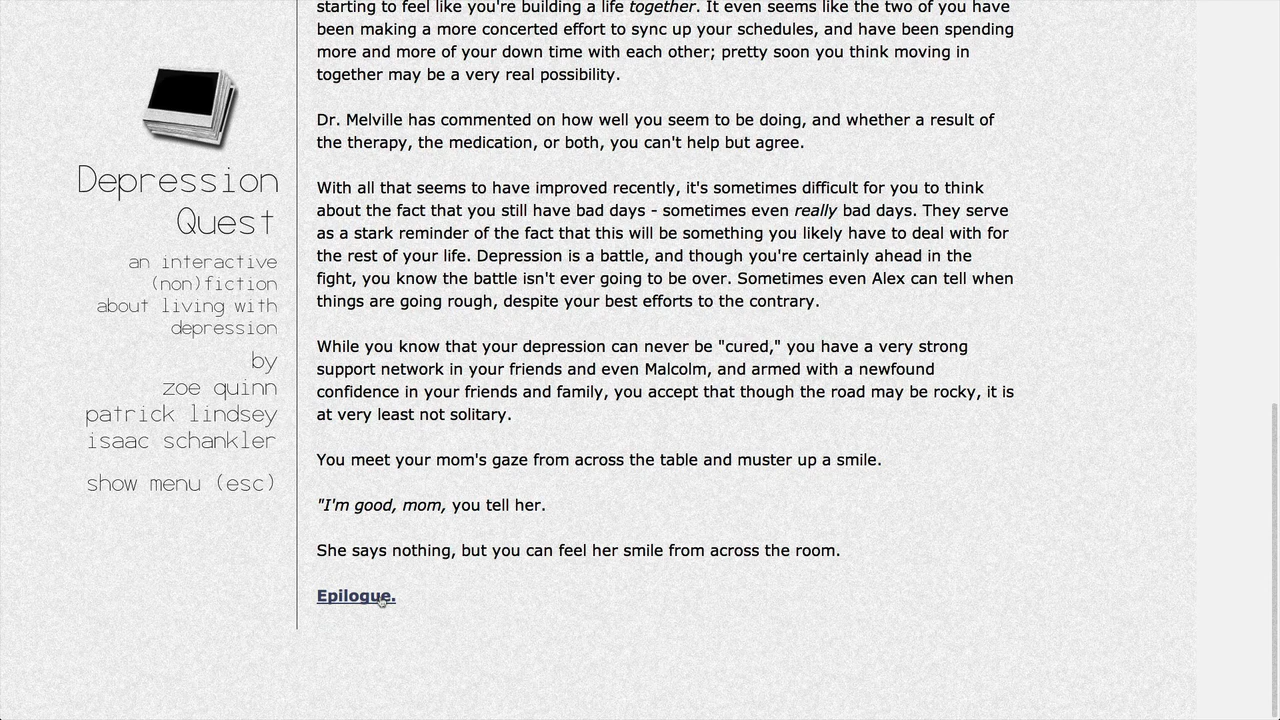 starting to feel like you're building a life together. It even seems like the two of you have
been making a more concerted effort to sync up your schedules, and have been spending
more and more of your down time with each other; pretty soon you think moving in
together may be a very real possibility.
Dr. Melville has commented on how well you seem to be doing, and whether a result of
the therapy, the medication, or both, you can't help but agree.
With all that seems to have improved recently, it's sometimes difficult for you to think
about the fact that you still have bad days - sometimes even really bad days. They serve
as a stark reminder of the fact that this will be something you likely have to deal with for
the rest of your life. Depression is a battle, and though you're certainly ahead in the
fight, you know the battle isn't ever going to be over. Sometimes even Alex can tell when
things are going rough, despite your best efforts to the contrary.
While you know that your depression can never be "cured," you have a very strong
support network in your friends and even Malcolm, and armed with a newfound
confidence in your friends and family, you accept that though the road may be rocky, it is
at very least not solitary.
You meet your mom's gaze from across the table and muster up a smile.
"I'm good, mom, you tell her.
She says nothing, but you can feel her smile from across the room.
Epilogue.
Depression
Quest
an interactive
(non)fiction
about living with
depression
by
zoe quinn
patrick lindsey
isaac schankler
show menu (esc)